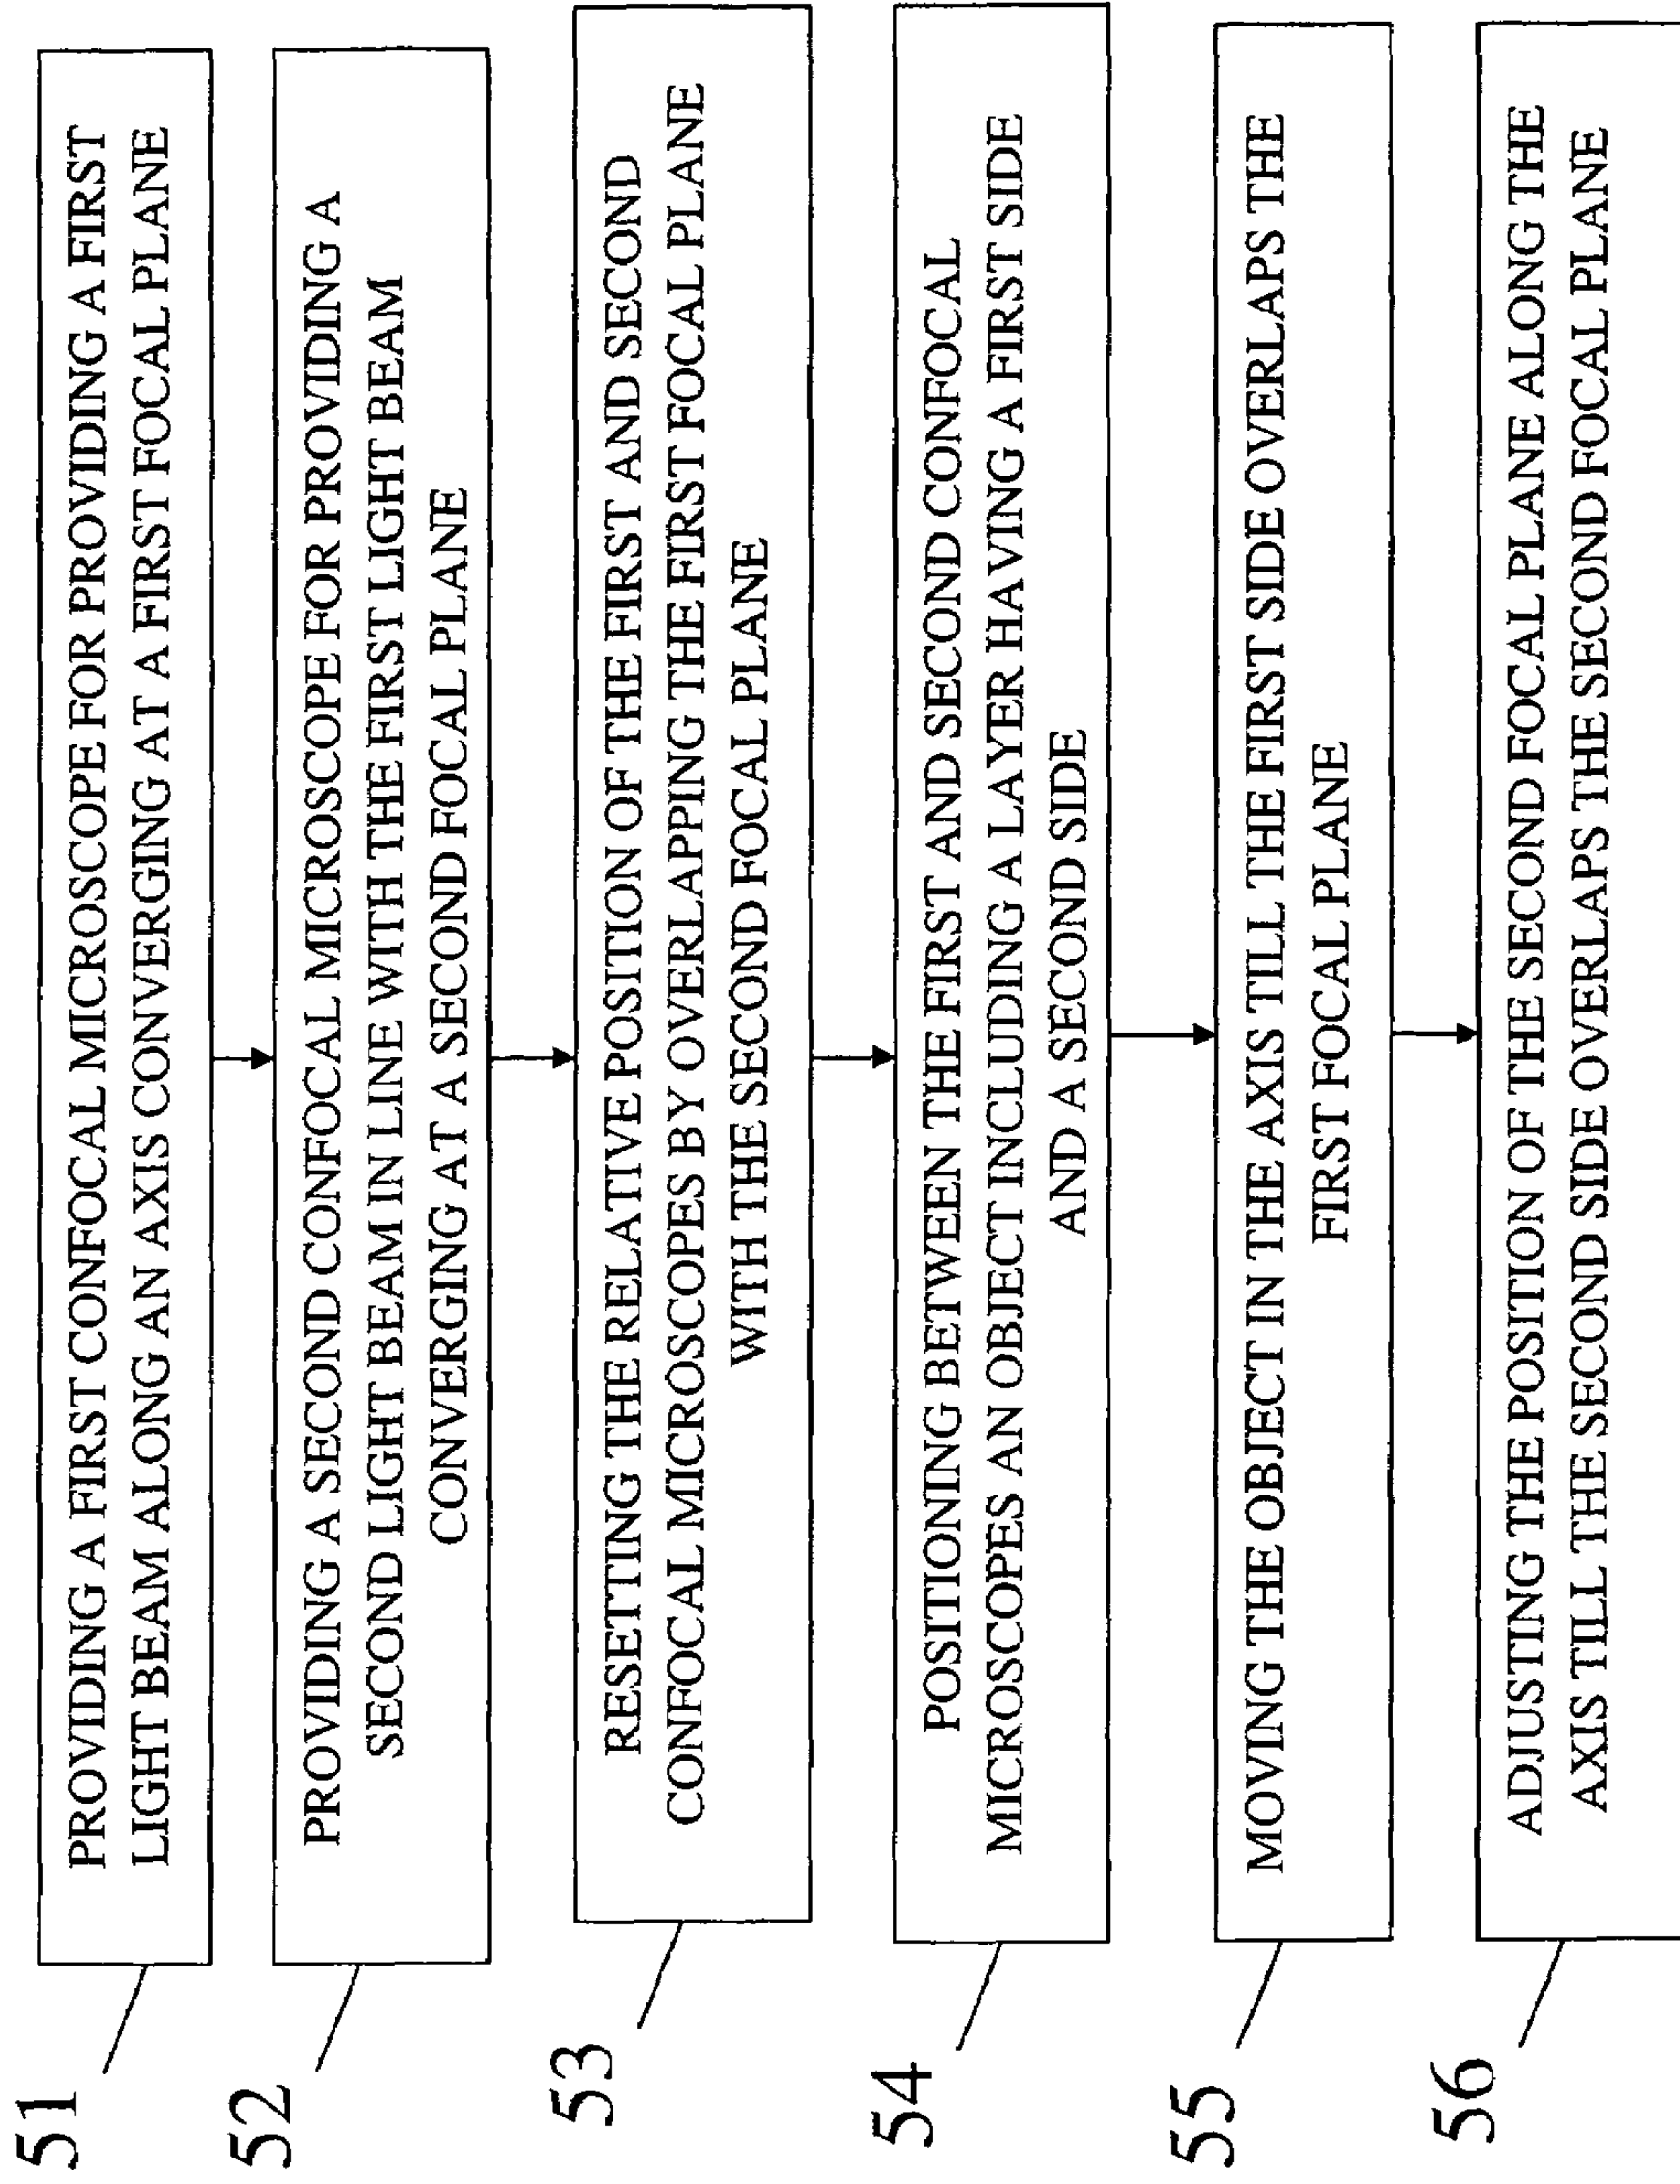 51
PROVIDING A FIRST CONFOCAL MICROSCOPE FOR PROVIDING A FIRST
LIGHT BEAM ALONG AN AXIS CONVERGING AT A FIRST FOCAL PLANE
52
PROVIDING A SECOND CONFOCAL MICROSCOPE FOR PROVIDING A
SECOND LIGHT BEAM IN LINE WITH THE FIRST LIGHT BEAM
CONVERGING AT A SECOND FOCAL PLANE
53
RESETTING THE RELATIVE POSITION OF THE FIRST AND SECOND
CONFOCAL MICROSCOPES BY OVERLAPPING THE FIRST FOCAL PLANE
WITH THE SECOND FOCAL PLANE
54
POSITIONING BETWEEN THE FIRST AND SECOND CONFOCAL
MICROSCOPES AN OBJECT INCLUDING A LAYER HAVING A FIRST SIDE
AND A SECOND SIDE
55
MOVING THE OBJECT IN THE AXIS TILL THE FIRST SIDE OVERLAPS THE
FIRST FOCAL PLANE
56
ADJUSTING THE POSITION OF THE SECOND FOCAL PLANE ALONG THE
AXIS TILL THE SECOND SIDE OVERLAPS THE SECOND FOCAL PLANE